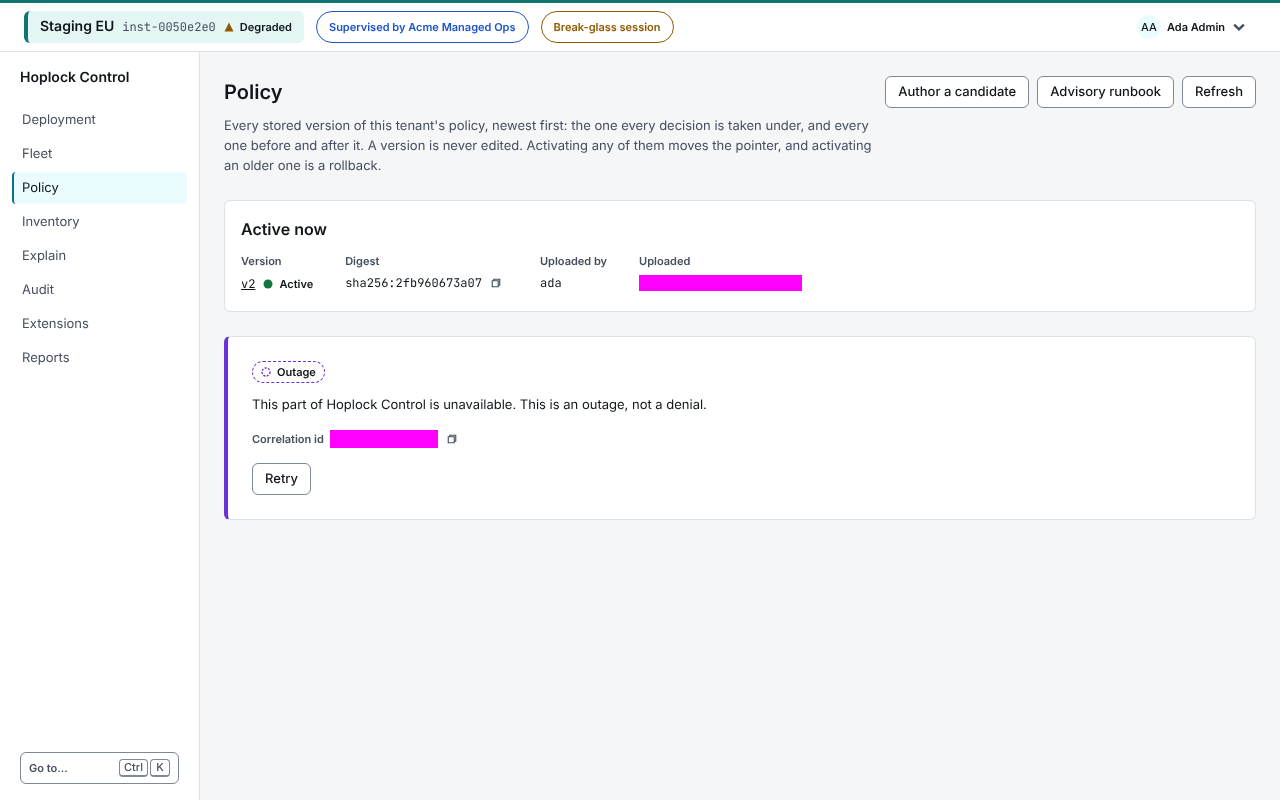 Staging EU inst-0050e2e0 Degraded
Supervised by Acme Managed Ops
Break-glass session
AA Ada Admin
Hoplock Control
Deployment
Fleet
Policy
Inventory
Explain
Audit
Extensions
Reports
Go to... Ctrl K
Policy
Author a candidate
Advisory runbook
Refresh
Every stored version of this tenant's policy, newest first: the one every decision is taken under, and every
one before and after it. A version is never edited. Activating any of them moves the pointer, and activating
an older one is a rollback.
Active now
Version Digest Uploaded by Uploaded
v2 Active sha256:2fb960673a07 ada
Outage
This part of Hoplock Control is unavailable. This is an outage, not a denial.
Correlation id
Retry